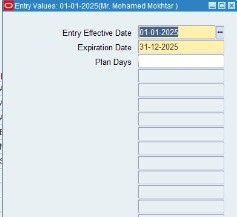 Entry Values: 01-01-2025(Mr. Mohamed Mokhtar )
Entry Effective Date 01-01-2025
Expiration Date 31-12-2025
Plan Days